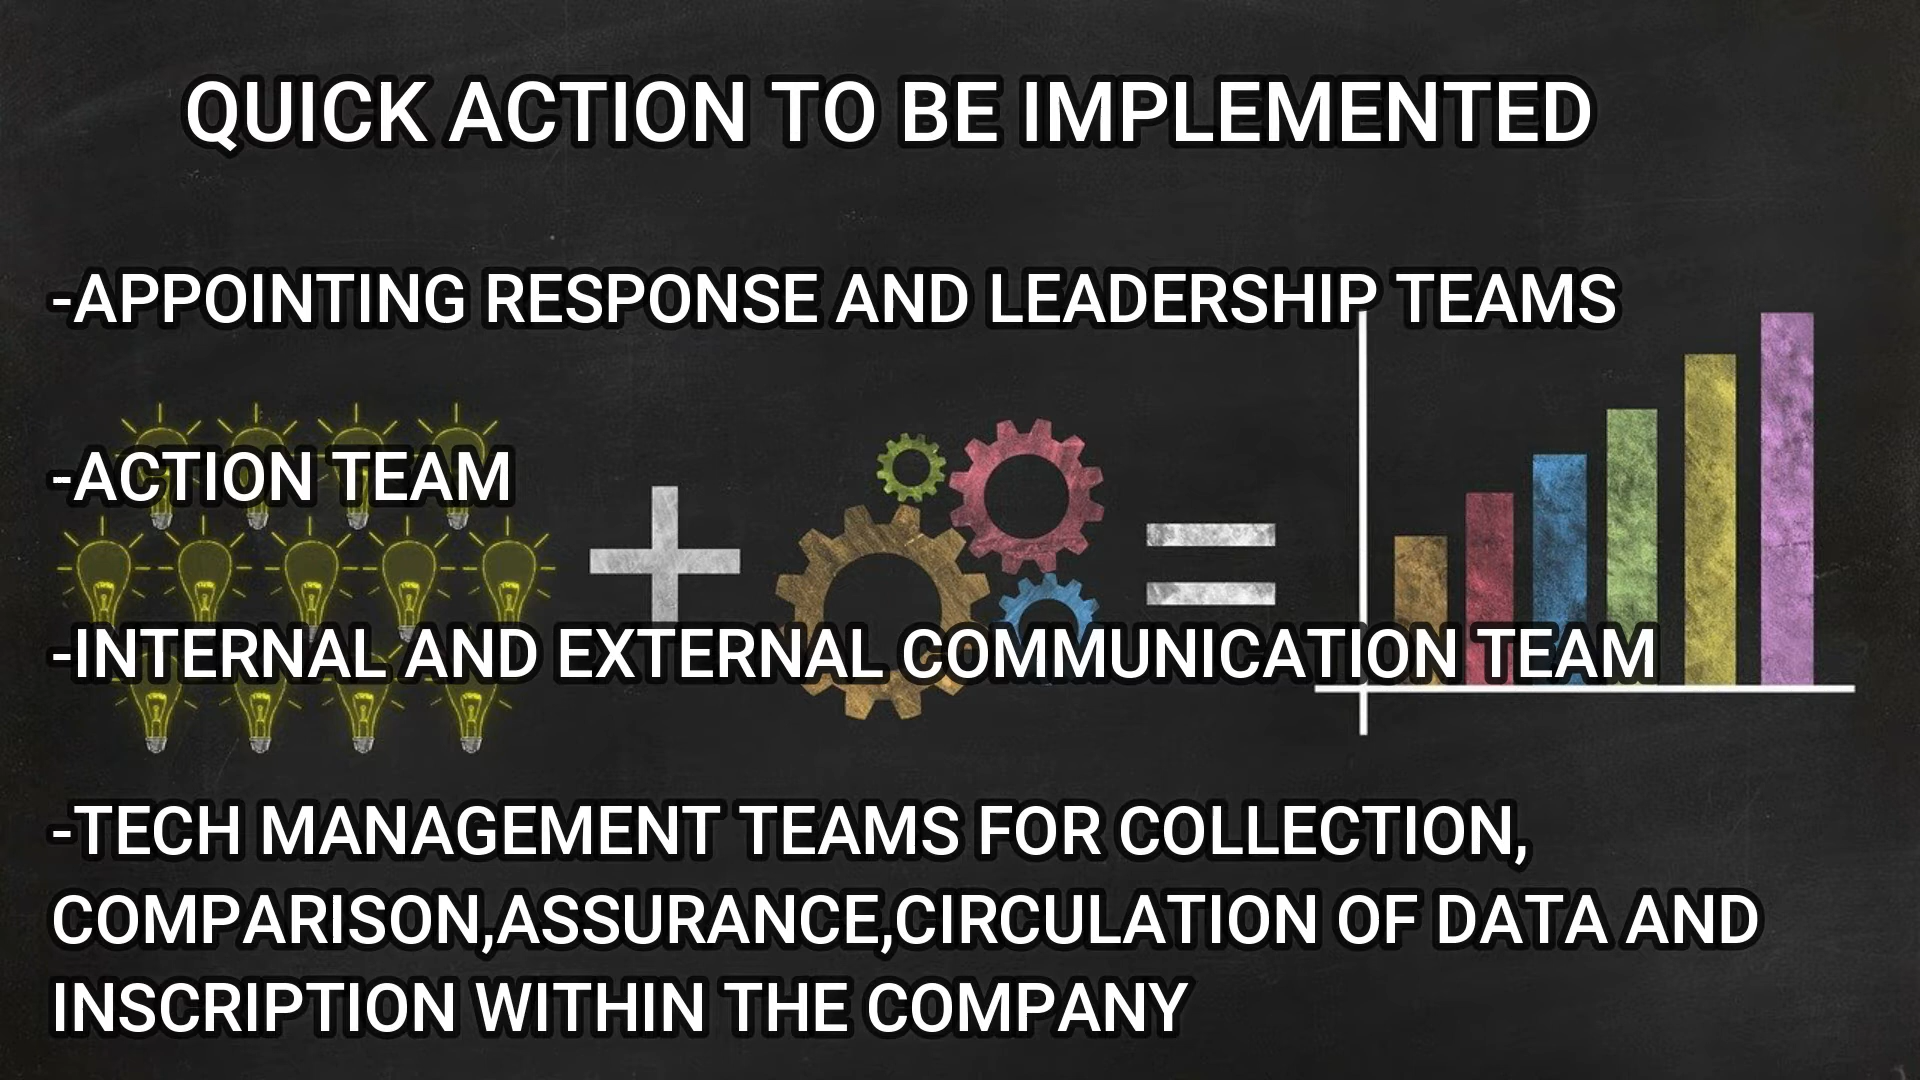 QUICK ACTION TO BE IMPLEMENTED
-APPOINTING RESPONSE AND LEADERSHIP TEAMS
-ACTION TEAM
-INTERNAL AND EXTERNAL COMMUNICATION TEAM
-TECH MANAGEMENT TEAMS FOR COLLECTION,
COMPARISON,ASSURANCE,CIRCULATION OF DATA AND
INSCRIPTION WITHIN THE COMPANY